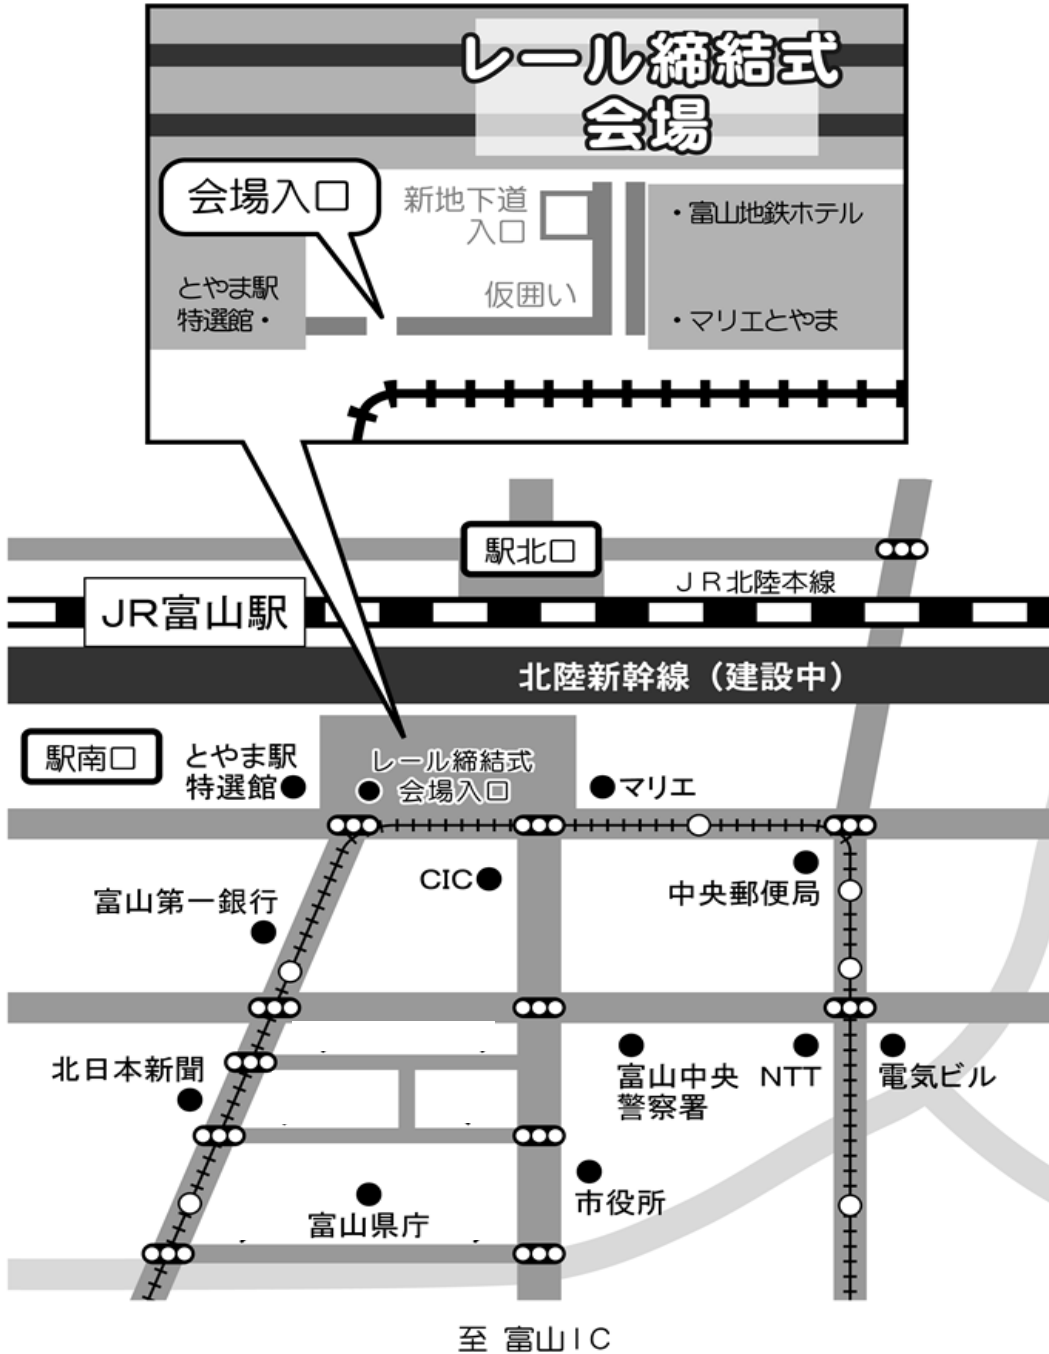 レール締結式
会場
会場入口
新地下道
入口
・富山地鉄ホテル
とやま駅
特選館・
仮囲い
・マリエとやま
駅北口
JR北陸本線
JR富山駅
北陸新幹線（建設中）
駅南口
とやま駅
特選館
レール締結式
会場入口
マリエ
CIC
中央郵便局
富山第一銀行
北日本新聞
富山中央
警察署
NTT
電気ビル
市役所
富山県庁
至 富山IC